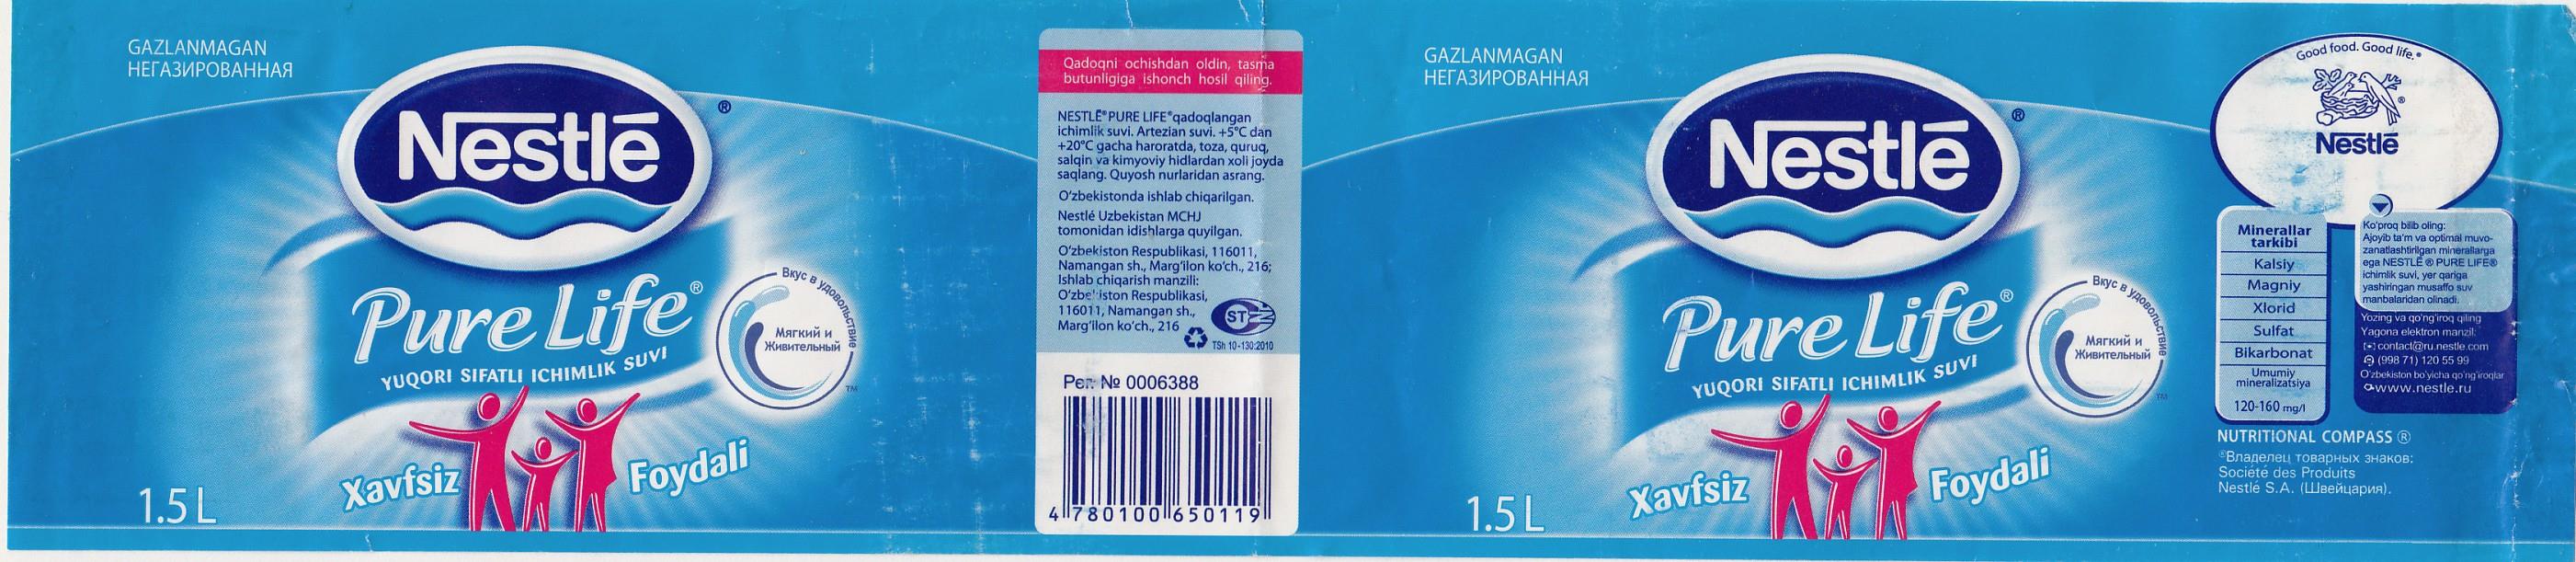 GAZLANMAGAN
НЕГАЗИРОВАННАЯ
Nestlé®
Pure Life®
YUQORI SIFATLI ICHIMLIK SUVI
Вкус в удовольствие
Мягкий и
Живительный
TM
Xavfsiz
Foydali
1.5 L
Qadoqni ochishdan oldin, tasma
butunligiga ishonch hosil qiling.
NESTLÉ® PURE LIFE® qadoqlangan
ichimlik suvi. Artezian suvi. +5°C dan
+20°C gacha haroratda, toza, quruq,
salqin va kimyoviy hidlardan xoli joyda
saqlang. Quyosh nurlaridan asrang.
O'zbekistonda ishlab chiqarilgan.
Nestlé Uzbekistan MCHJ
tomonidan idishlarga quyilgan.
O'zbekiston Respublikasi, 116011,
Namangan sh., Marg'ilon ko'ch., 216;
Ishlab chiqarish manzili:
O'zbekiston Respublikasi,
116011, Namangan sh.,
Marg'ilon ko'ch., 216
ST
TSh 10-130:2010
Рег. № 0006388
4 780100 650119
GAZLANMAGAN
НЕГАЗИРОВАННАЯ
Nestlé®
Pure Life®
YUQORI SIFATLI ICHIMLIK SUVI
Вкус в удовольствие
Мягкий и
Живительный
TM
Xavfsiz
Foydali
1.5 L
Good food. Good life.®
®
Nestlé
Minerallar
tarkibi
Kalsiy
Magniy
Xlorid
Sulfat
Bikarbonat
Umumiy
mineralizatsiya
120-160 mg/l
Ko'proq bilib oling:
Ajoyib ta'm va optimal muvo-
zanatlashtirilgan minerallarga
ega NESTLÉ ® PURE LIFE®
ichimlik suvi, yer qariga
yashiringan musaffo suv
manbalaridan olinadi.
Yozing va qo'ng'iroq qiling
Yagona elektron manzil:
contact@ru.nestle.com
(998 71) 120 55 99
O'zbekiston bo'yicha qo'ng'iroqlar
www.nestle.ru
NUTRITIONAL COMPASS ®
®Владелец товарных знаков:
Société des Produits
Nestlé S.A. (Швейцария).